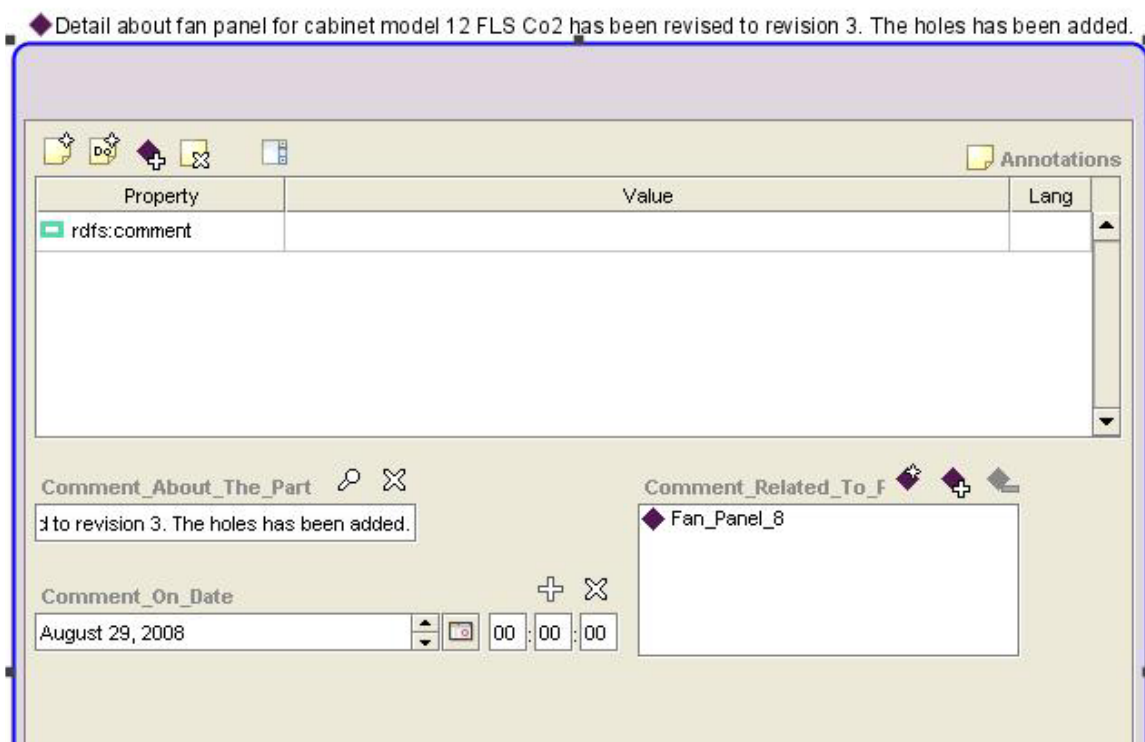 Detail about fan panel for cabinet model 12 FLS Co2 has been revised to revision 3. The holes has been added.
Annotations
Property Value Lang
rdfs:comment
Comment_About_The_Part
d to revision 3. The holes has been added.
Comment_Related_To_P
Fan_Panel_8
Comment_On_Date
August 29, 2008 00 : 00 : 00